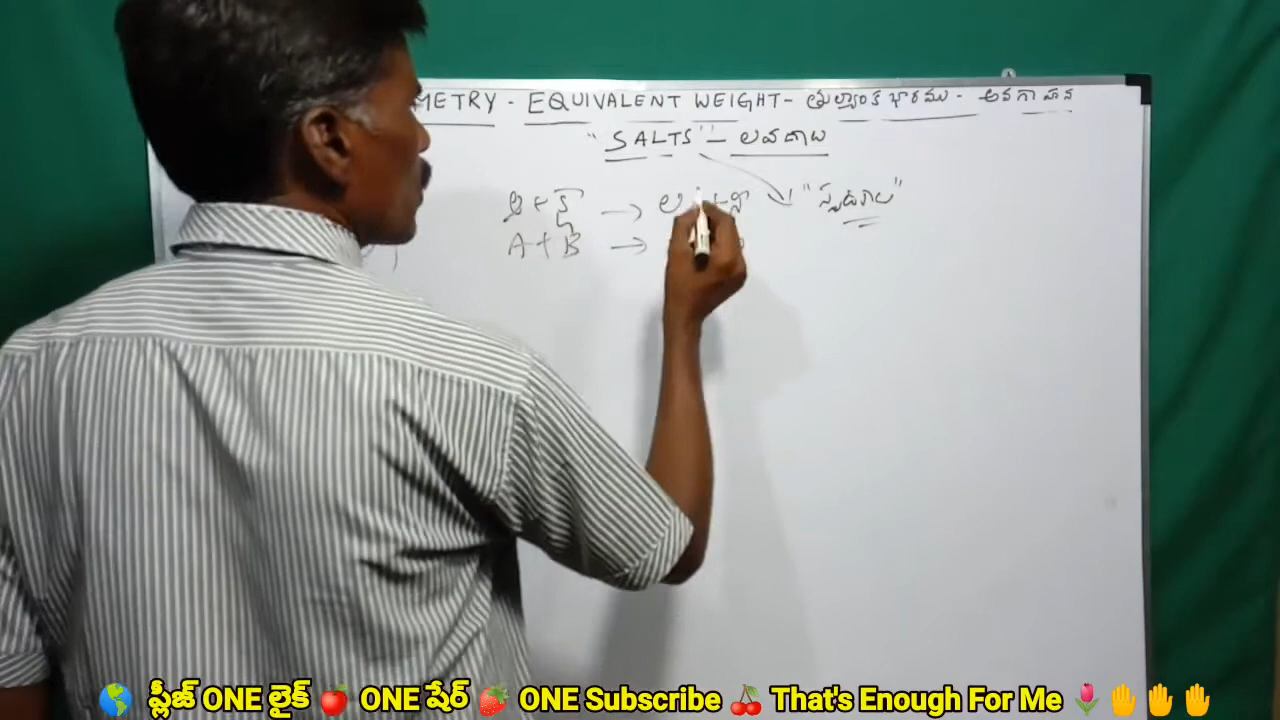 METRY - EQUIVALENT WEIGHT - తుల్యాంక భారము - అవగాహన
"SALTS" - లవణాలు
ఆ + క్షా → ల + నీ "స్ఫటికాలు"
A + B →
🌎 ప్లీజ్ ONE లైక్ 🍎 ONE షేర్ 🍓 ONE Subscribe 🍒 That's Enough For Me 🌷🤚🤚🤚